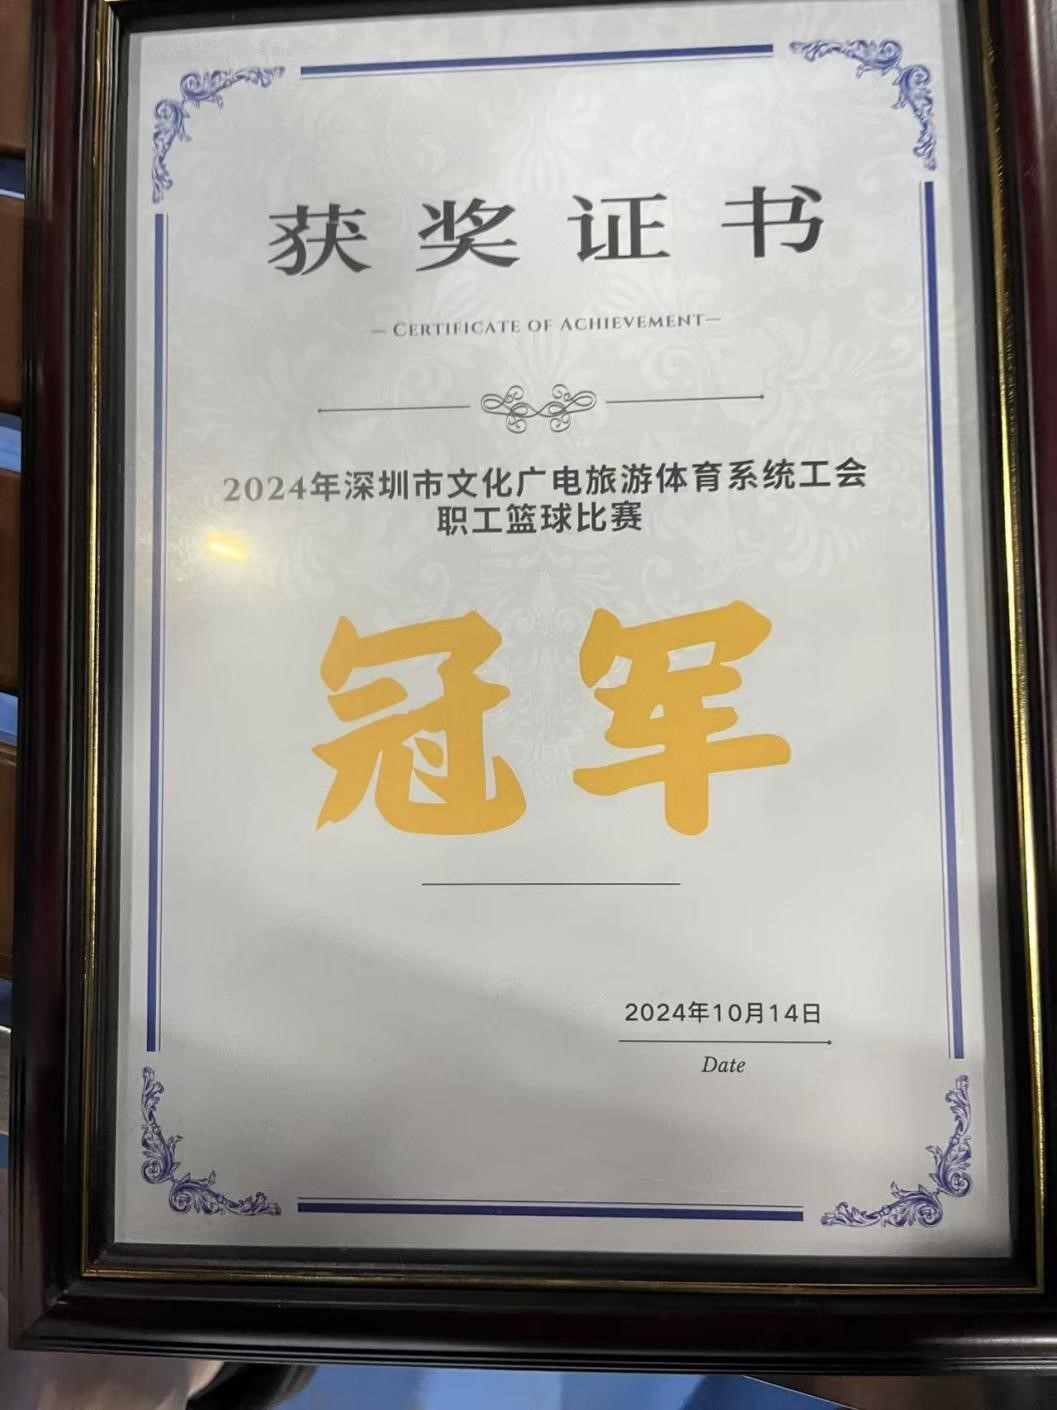 获奖证书
— CERTIFICATE OF ACHIEVEMENT—
2024年深圳市文化广电旅游体育系统工会
职工篮球比赛
冠军
2024年10月14日
Date